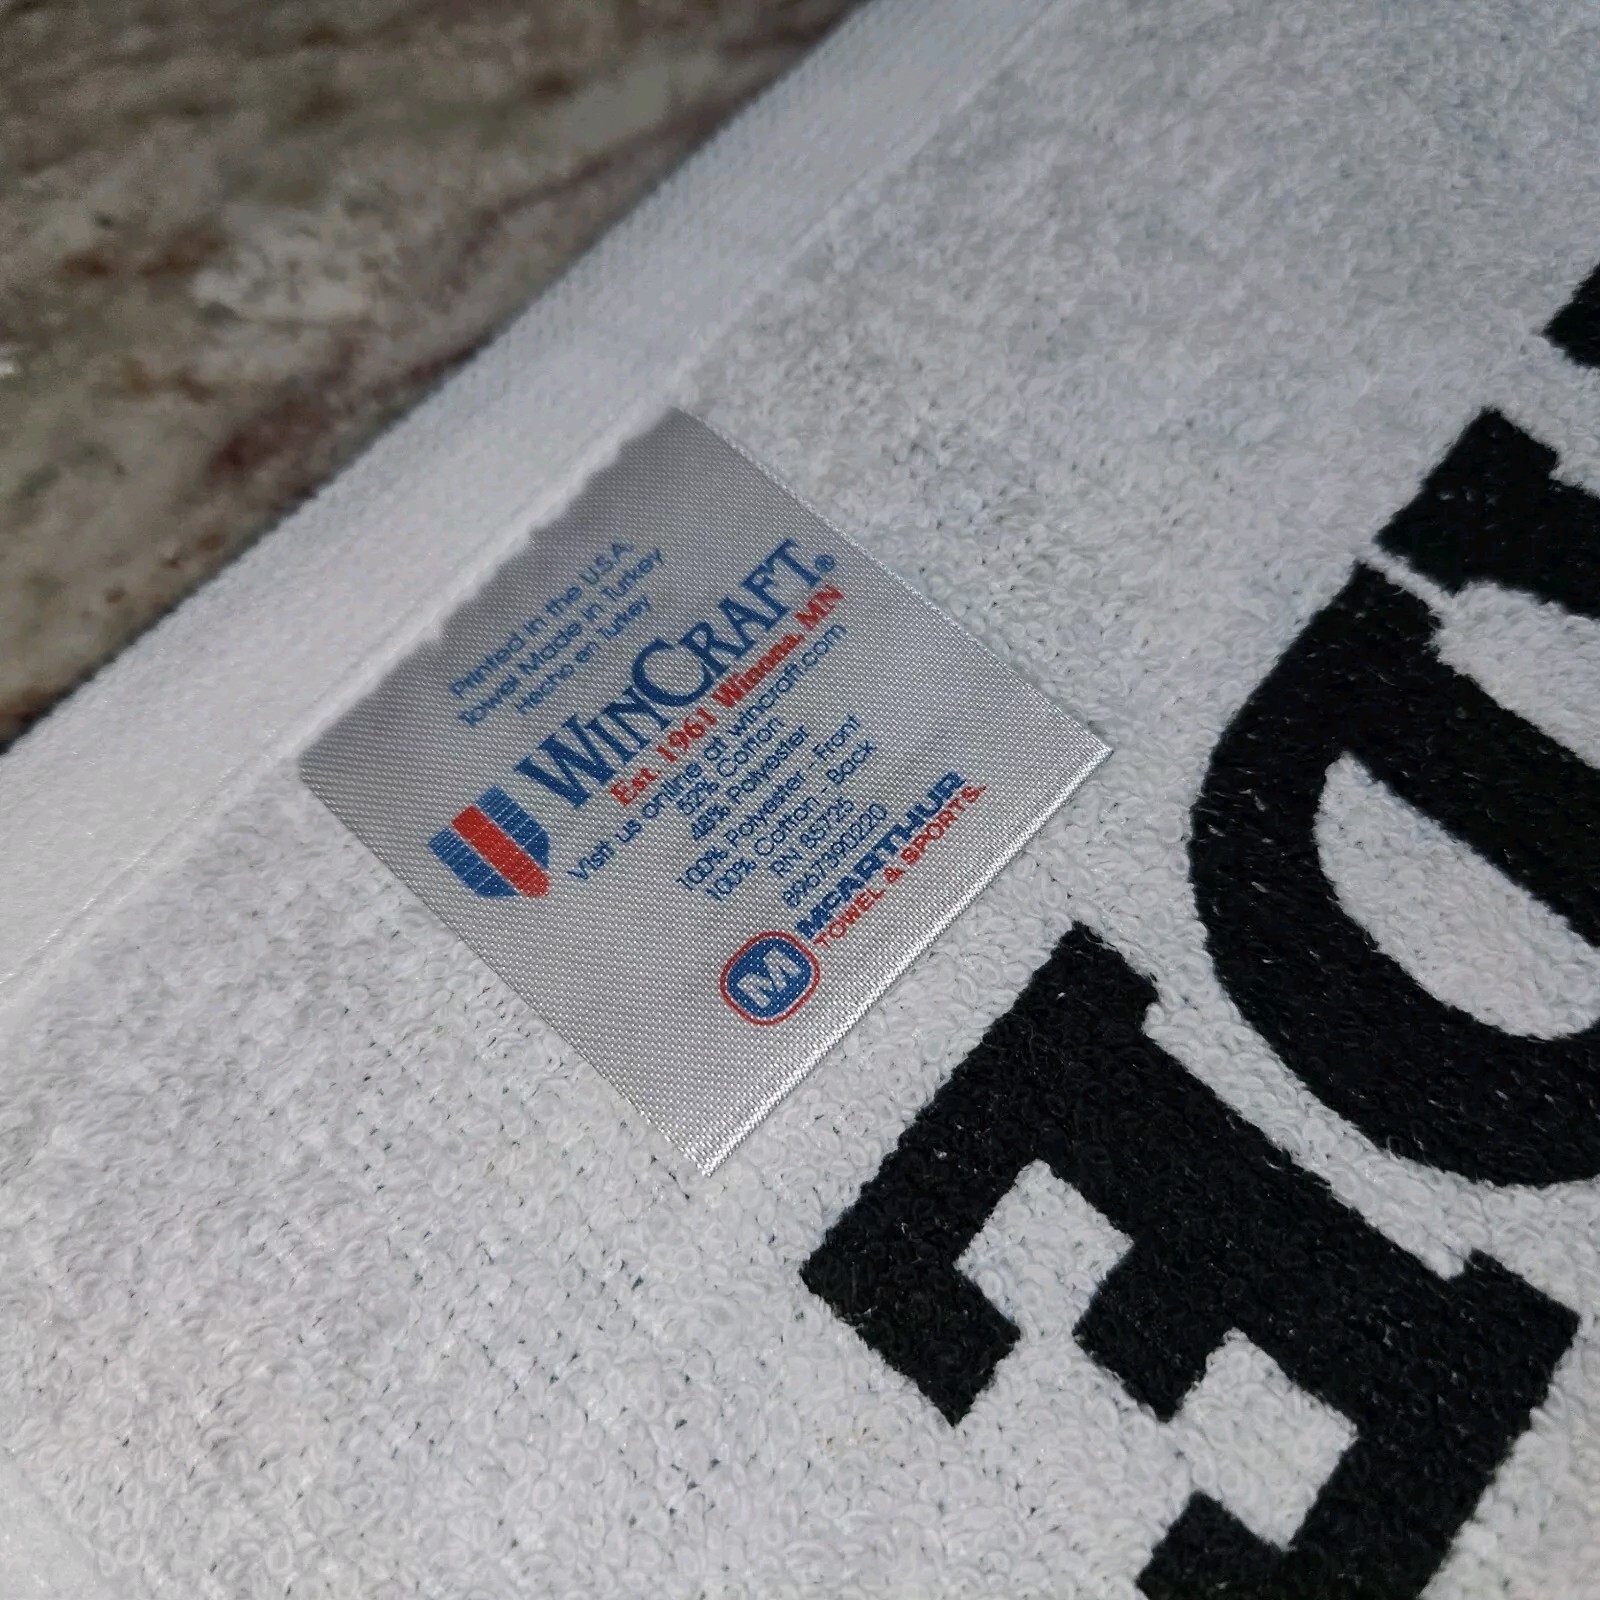 Printed in the U.S.A.
Towel Made in Turkey
Hecho en Turkey
WINCRAFT®
Est. 1961 Winona, MN
Visit us online at wincraft.com
52% Cotton
48% Polyester
100% Polyester - Front
100% Cotton - Back
RN 85725
8967390220
M
MCARTHUR
TOWEL & SPORTS.
DE